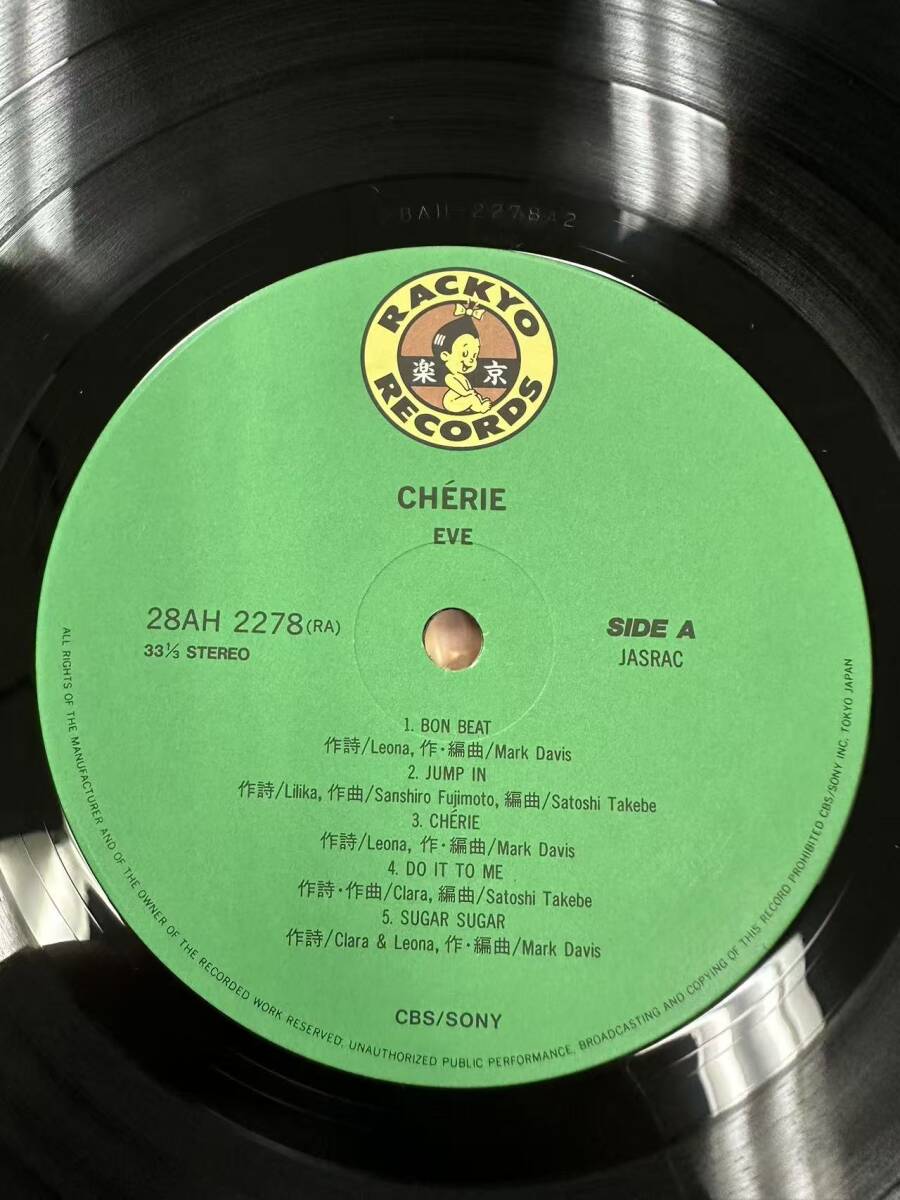 28AH-2278A2
RACKYO
楽 京
RECORDS
CHÉRIE
EVE
28AH 2278(RA)
33⅓ STEREO
SIDE A
JASRAC
1. BON BEAT
作詩/Leona, 作・編曲/Mark Davis
2. JUMP IN
作詩/Lilika, 作曲/Sanshiro Fujimoto, 編曲/Satoshi Takebe
3. CHÉRIE
作詩/Leona, 作・編曲/Mark Davis
4. DO IT TO ME
作詩・作曲/Clara, 編曲/Satoshi Takebe
5. SUGAR SUGAR
作詩/Clara & Leona, 作・編曲/Mark Davis
CBS/SONY
ALL RIGHTS OF THE MANUFACTURER AND OF THE OWNER OF THE RECORDED WORK RESERVED. UNAUTHORIZED PUBLIC PERFORMANCE, BROADCASTING AND COPYING OF THIS RECORD PROHIBITED CBS/SONY INC. TOKYO JAPAN